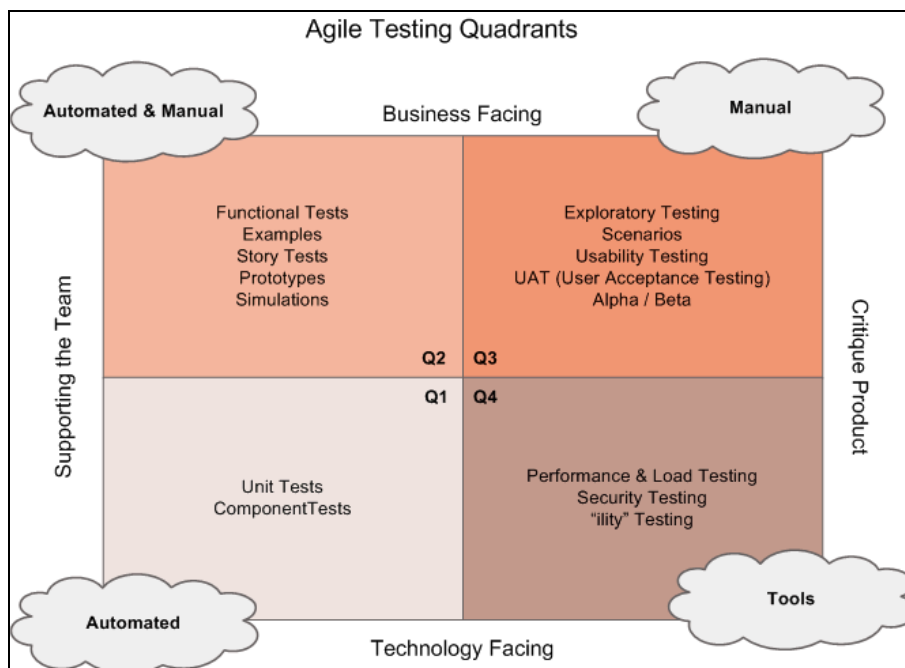 Agile Testing Quadrants
Automated & Manual
Business Facing
Manual
Functional Tests
Examples
Story Tests
Prototypes
Simulations
Q2
Exploratory Testing
Scenarios
Usability Testing
UAT (User Acceptance Testing)
Alpha / Beta
Q3
Supporting the Team
Critique Product
Q1
Unit Tests
ComponentTests
Q4
Performance & Load Testing
Security Testing
“ility” Testing
Automated
Technology Facing
Tools